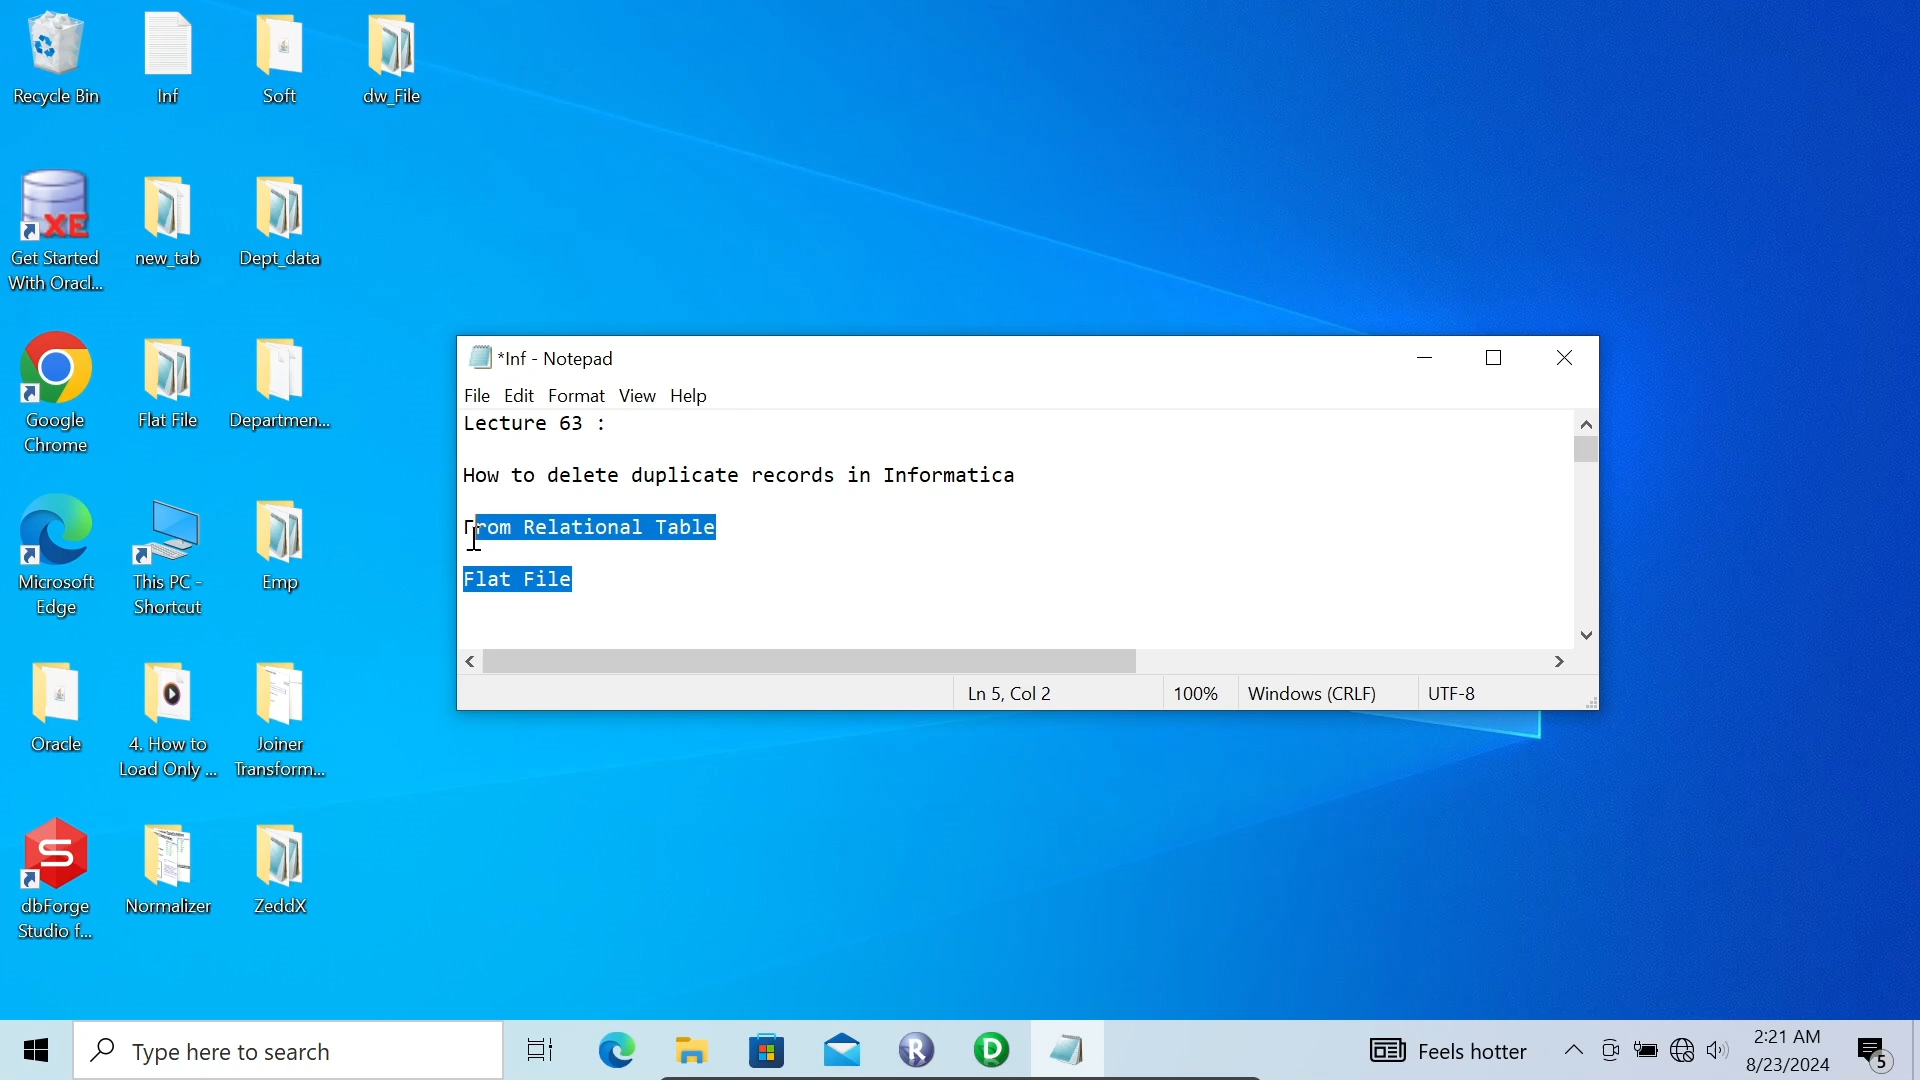 Recycle Bin
Inf
Soft
dw_File
XE
Get Started
With Oracl...
new_tab
Dept_data
Google
Chrome
Flat File
Departmen...
Microsoft
Edge
This PC -
Shortcut
Emp
Oracle
4. How to
Load Only ...
Joiner
Transform...
S
dbForge
Studio f...
Normalizer
ZeddX
*Inf - Notepad
File Edit Format View Help
Lecture 63 :
How to delete duplicate records in Informatica
From Relational Table
Flat File
Ln 5, Col 2
100%
Windows (CRLF)
UTF-8
Type here to search
R
D
Feels hotter
2:21 AM
8/23/2024
5